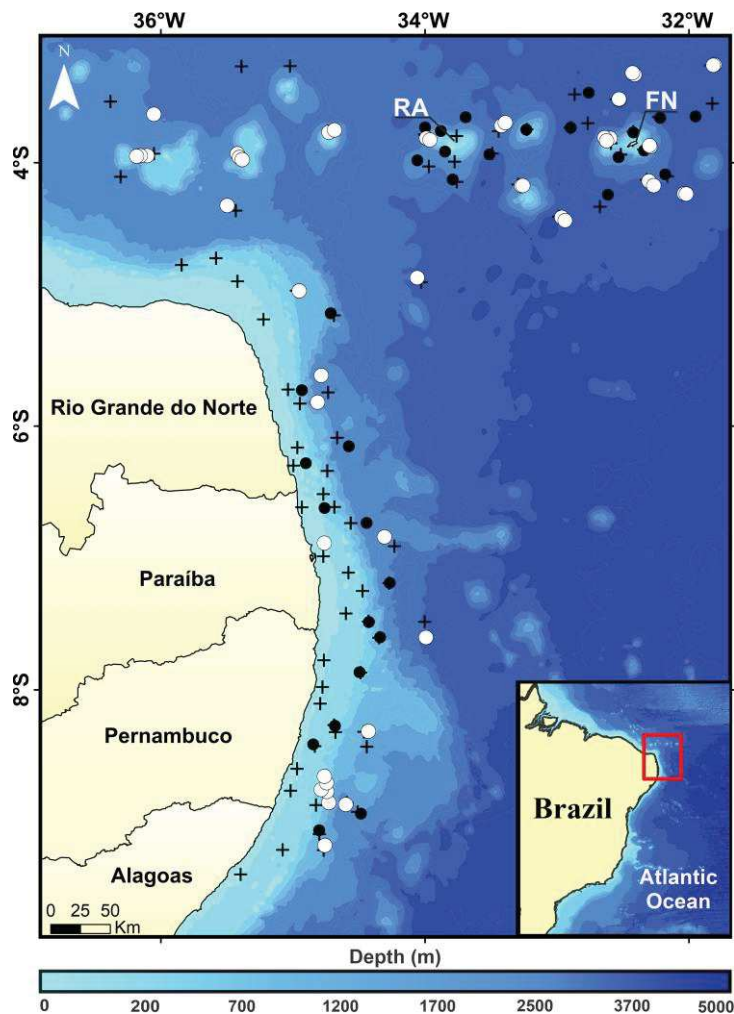 36°W 34°W 32°W
N
RA FN
4°S
Rio Grande do Norte
6°S
Paraíba
8°S
Pernambuco
Brazil
Alagoas
Atlantic
Ocean
0 25 50
Km
Depth (m)
0 200 700 1200 1700 2500 3700 5000